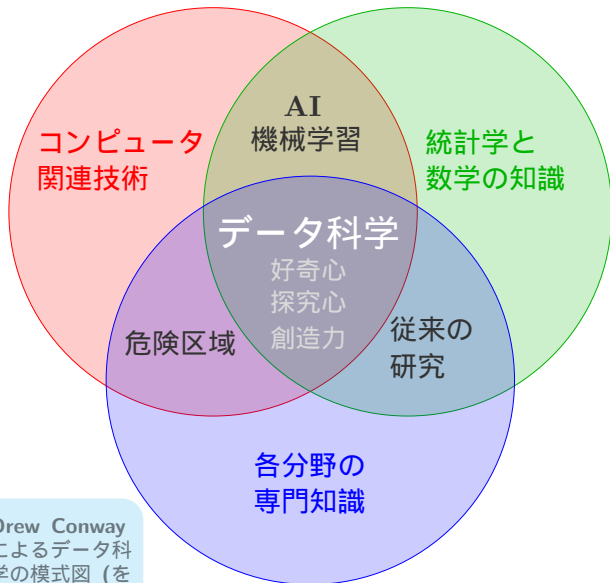 AI
機械学習
コンピュータ
関連技術
統計学と
数学の知識
データ科学
好奇心
探究心
創造力
危険区域
従来の
研究
各分野の
専門知識
Drew Conway
によるデータ科
学の模式図 (を